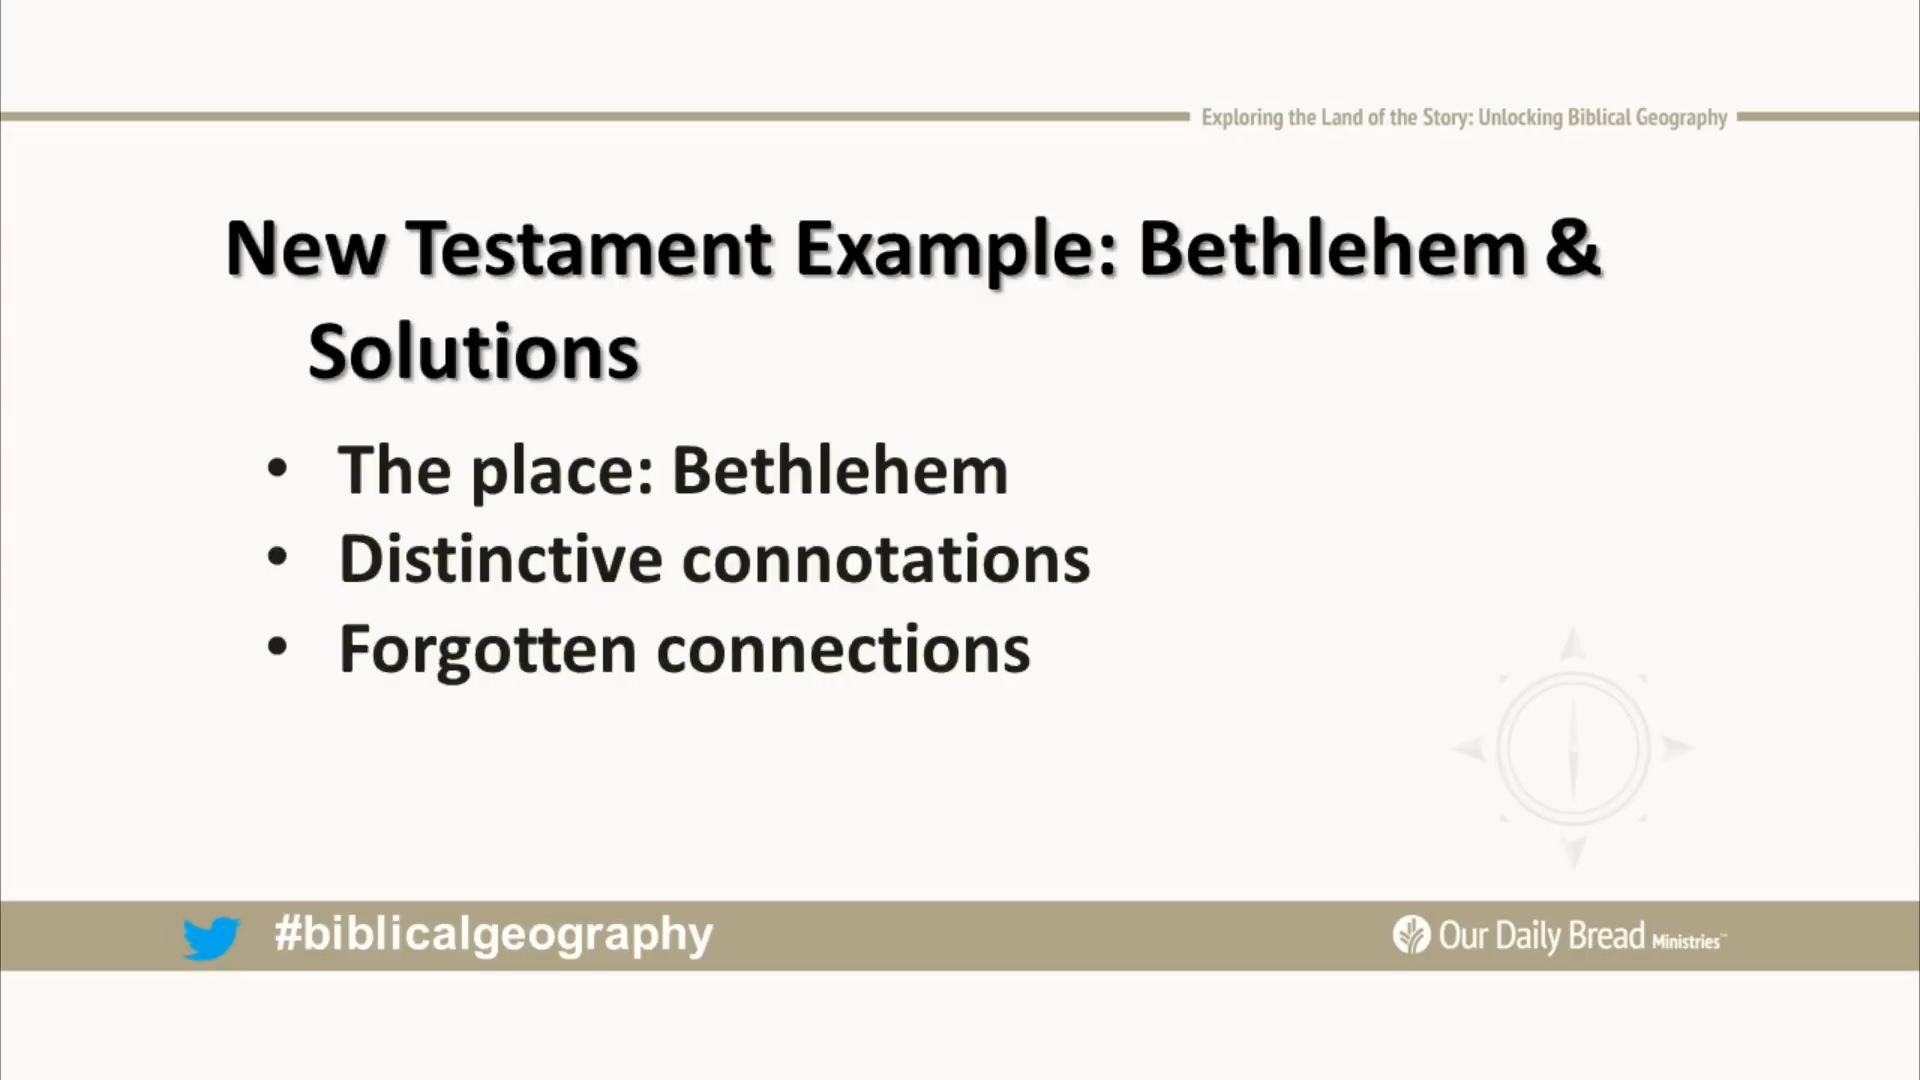 Exploring the Land of the Story: Unlocking Biblical Geography
New Testament Example: Bethlehem &
Solutions
• The place: Bethlehem
• Distinctive connotations
• Forgotten connections
#biblicalgeography
Our Daily Bread Ministries™